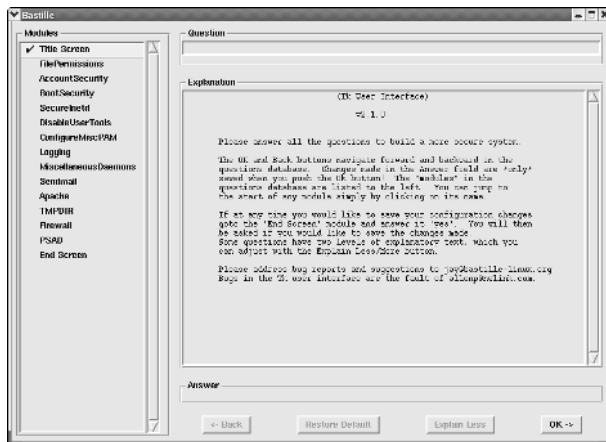 Bastille
Modules
Title Screen
FilePermissions
AccountSecurity
BootSecurity
SecureInetd
DisableUserTools
ConfigureMiscPAM
Logging
MiscellaneousDaemons
Sendmail
Apache
TMPDIR
Firewall
PSAD
End Screen
Question
Explanation
(Tk User Interface)
v2.1.0
Please answer all the questions to build a more secure system.
The OK and Back buttons navigate forward and backward in the
questions database. Changes made in the Answer field are *only*
saved when you push the OK button! The "modules" in the
questions database are listed to the left. You can jump to
the start of any module simply by clicking on its name.
If at any time you would like to save your configuration changes
goto the 'End Screen' module and answer it 'yes'. You will then
be asked if you would like to save the changes made.
Some questions have two levels of explanatory text, which you
can adjust with the Explain Less/More button.
Please address bug reports and suggestions to jay@bastille-linux.org
Bugs in the Tk user interface are the fault of
Answer
<- Back
Restore Default
Explain Less
OK ->